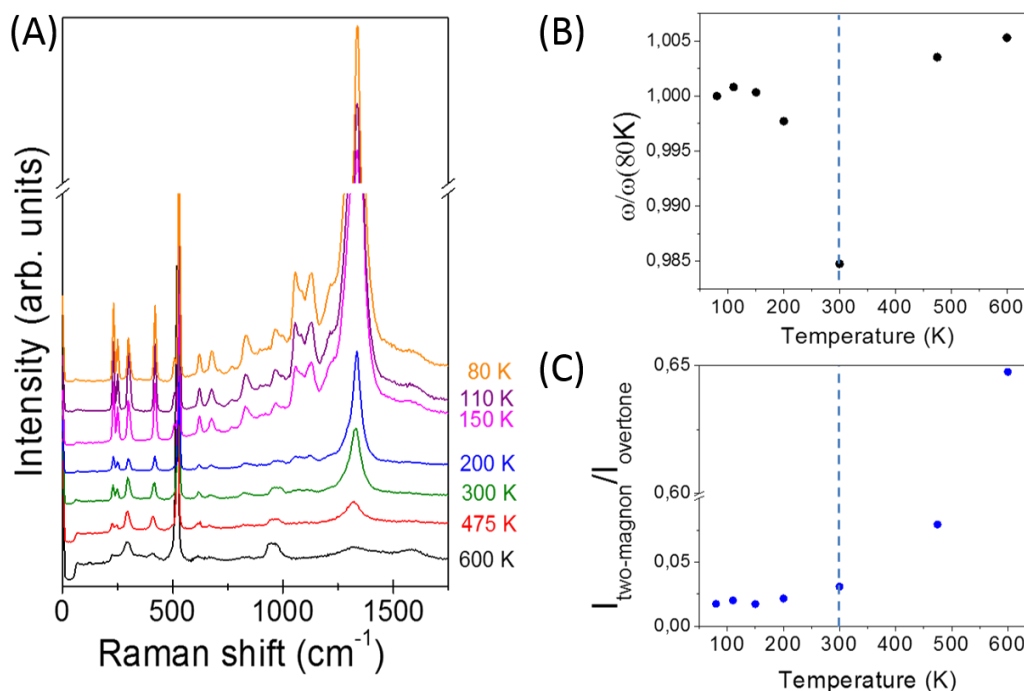 (A)
Intensity (arb. units)
80 K
110 K
150 K
200 K
300 K
475 K
600 K
0
500
1000
1500
Raman shift (cm⁻¹)
(B)
ω/ω(80K)
1,005
1,000
0,995
0,990
0,985
100
200
300
400
500
600
Temperature (K)
(C)
I two-magnon/I overtone
0,65
0,60
0,05
0,00
100
200
300
400
500
600
Temperature (K)